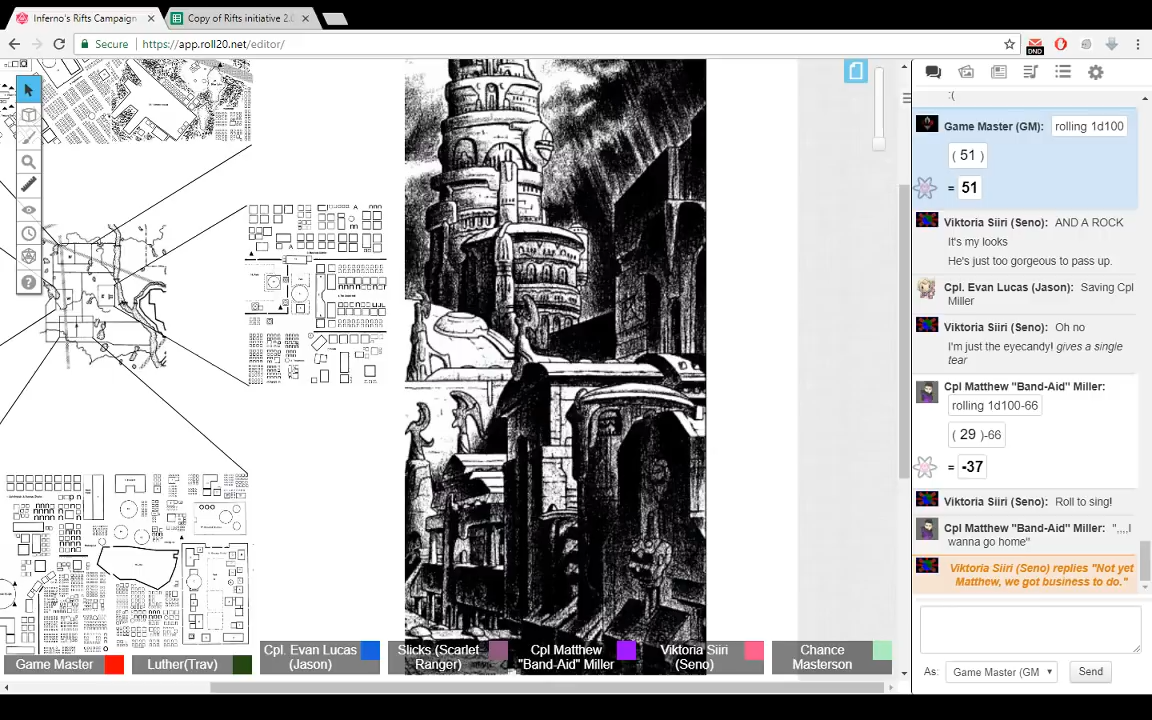 Inferno's Rifts Campaign
Copy of Rifts initiative 2.0
Secure
https://app.roll20.net/editor/
DND
:(
Game Master (GM): rolling 1d100
( 51 )
= 51
Viktoria Siiri (Seno): AND A ROCK
It's my looks
He's just too gorgeous to pass up.
Cpl. Evan Lucas (Jason): Saving Cpl
Miller
Viktoria Siiri (Seno): Oh no
I'm just the eyecandy! gives a single
tear
Cpl Matthew "Band-Aid" Miller:
rolling 1d100-66
( 29 )-66
= -37
Viktoria Siiri (Seno): Roll to sing!
Cpl Matthew "Band-Aid" Miller: ",,,,I
wanna go home"
Viktoria Siiri (Seno) replies "Not yet
Matthew, we got business to do."
As: Game Master (GM
Send
Game Master
Luther(Trav)
Cpl. Evan Lucas
(Jason)
Slicks (Scarlet
Ranger)
Cpl Matthew
"Band-Aid" Miller
Viktoria Siiri
(Seno)
Chance
Masterson